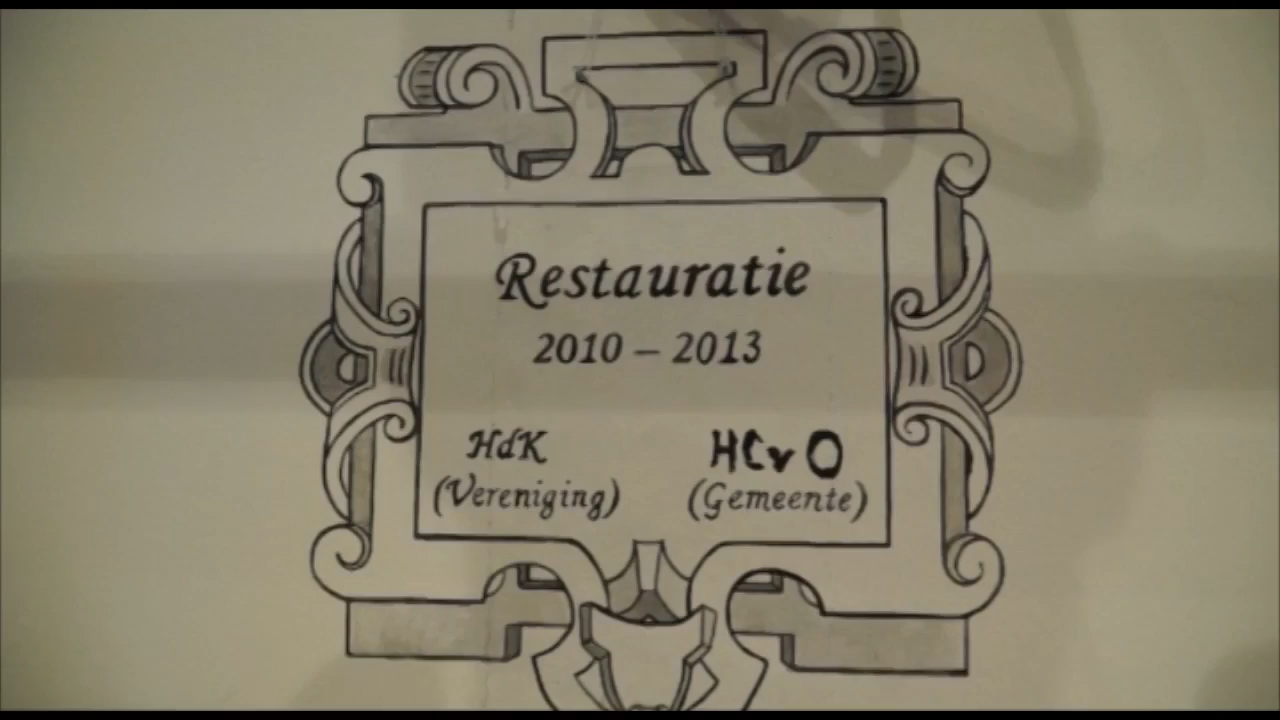 Restauratie
2010 – 2013
HdK HCvO
(Vereniging) (Gemeente)